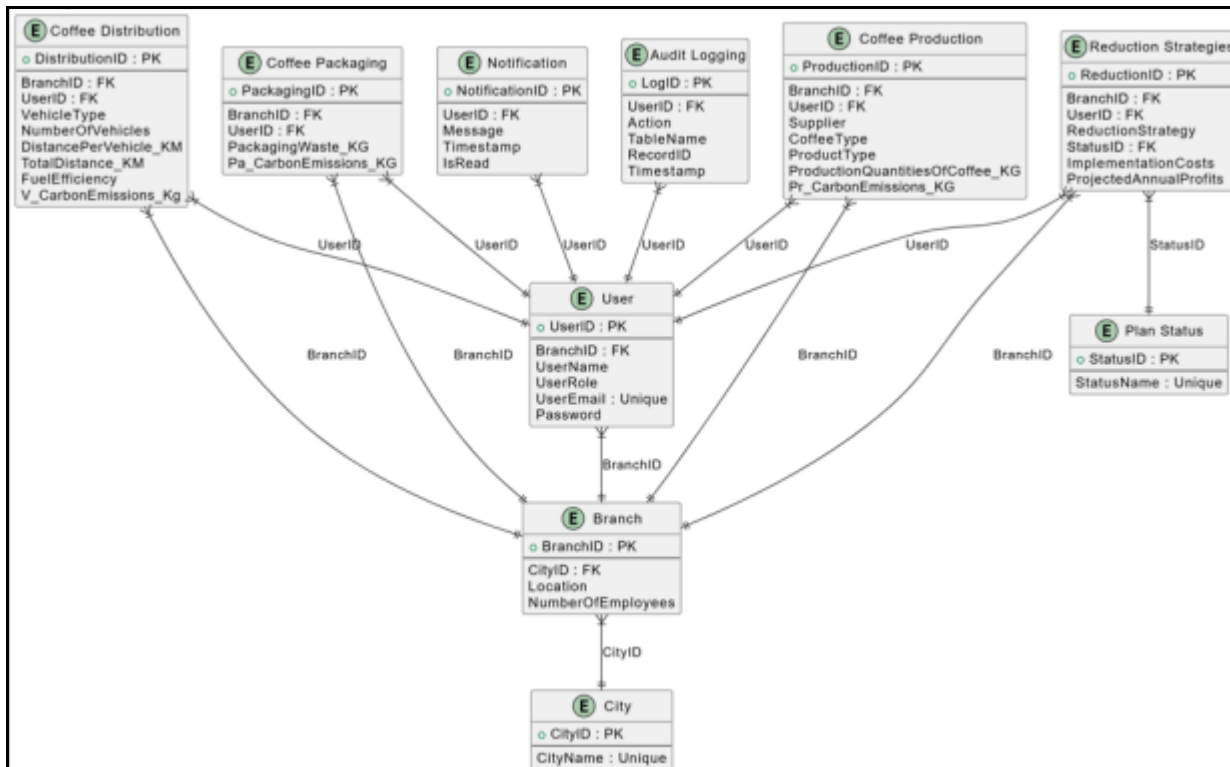 E Coffee Distribution
DistributionID : PK
BranchID : FK
UserID : FK
VehicleType
NumberOfVehicles
DistancePerVehicle_KM
TotalDistance_KM
FuelEfficiency
V_CarbonEmissions_Kg
E Coffee Packaging
PackagingID : PK
BranchID : FK
UserID : FK
PackagingWaste_KG
Pa_CarbonEmissions_KG
E Notification
NotificationID : PK
UserID : FK
Message
Timestamp
IsRead
E Audit Logging
LogID : PK
UserID : FK
Action
TableName
RecordID
Timestamp
E Coffee Production
ProductionID : PK
BranchID : FK
UserID : FK
Supplier
CoffeeType
ProductType
ProductionQuantitiesOfCoffee_KG
Pr_CarbonEmissions_KG
E Reduction Strategies
ReductionID : PK
BranchID : FK
UserID : FK
ReductionStrategy
StatusID : FK
ImplementationCosts
ProjectedAnnualProfits
UserID
UserID
UserID
UserID
UserID
UserID
StatusID
E User
UserID : PK
BranchID : FK
UserName
UserRole
UserEmail : Unique
Password
E Plan Status
StatusID : PK
StatusName : Unique
BranchID
BranchID
BranchID
BranchID
BranchID
E Branch
BranchID : PK
CityID : FK
Location
NumberOfEmployees
CityID
E City
CityID : PK
CityName : Unique